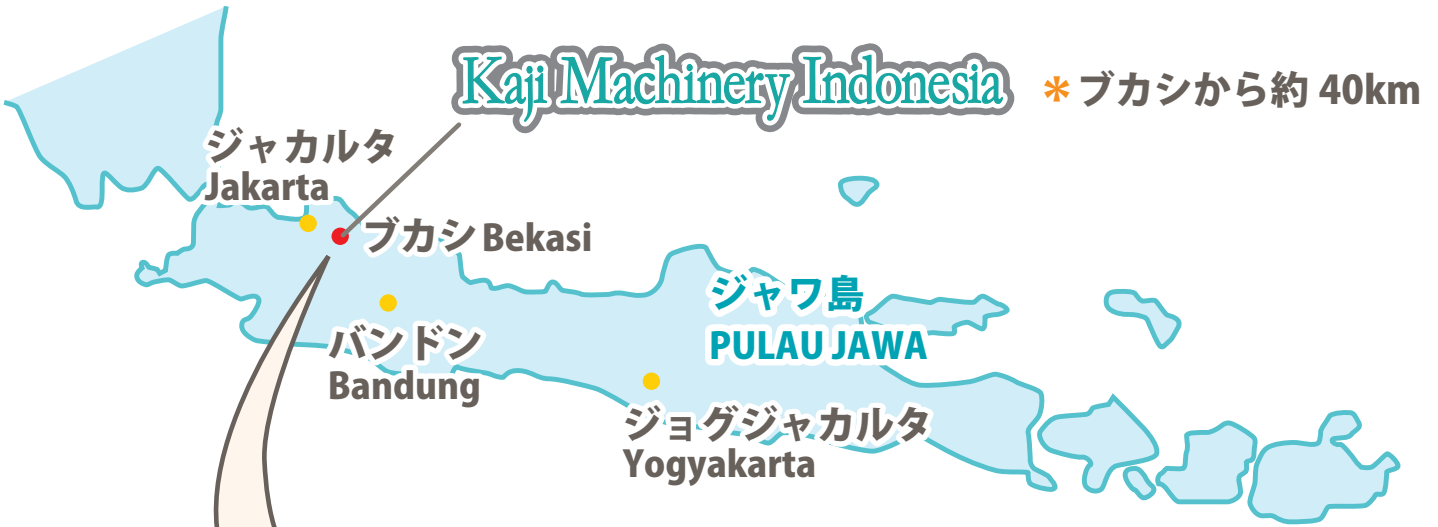 Kaji Machinery Indonesia
*ブカシから約 40km
ジャカルタ
Jakarta
ブカシ Bekasi
ジャワ島
PULAU JAWA
バンドン
Bandung
ジョグジャカルタ
Yogyakarta